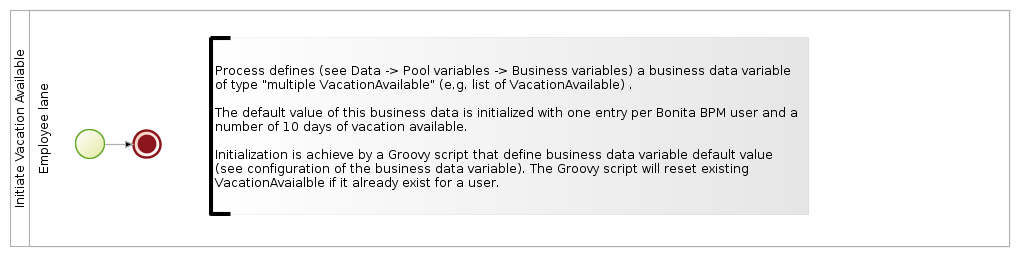 Initiate Vacation Available
Employee lane
Process defines (see Data -> Pool variables -> Business variables) a business data variable
of type "multiple VacationAvailable" (e.g. list of VacationAvailable) .
The default value of this business data is initialized with one entry per Bonita BPM user and a
number of 10 days of vacation available.
Initialization is achieve by a Groovy script that define business data variable default value
(see configuration of the business data variable). The Groovy script will reset existing
VacationAvaialble if it already exist for a user.